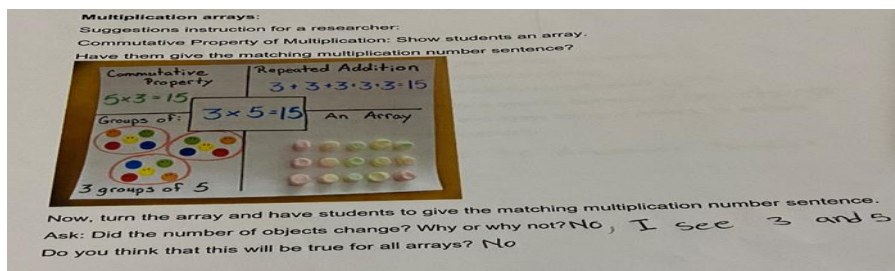 Multiplication arrays:
Suggestions instruction for a researcher:
Commutative Property of Multiplication: Show students an array.
Have them give the matching multiplication number sentence?
Commutative
Property
5x3=15
Repeated Addition
3+3+3+3+3=15
3x5=15
Groups of:
An Array
3 groups of 5
Now, turn the array and have students to give the matching multiplication number sentence.
Ask: Did the number of objects change? Why or why not? No, I see 3 and 5
Do you think that this will be true for all arrays? No